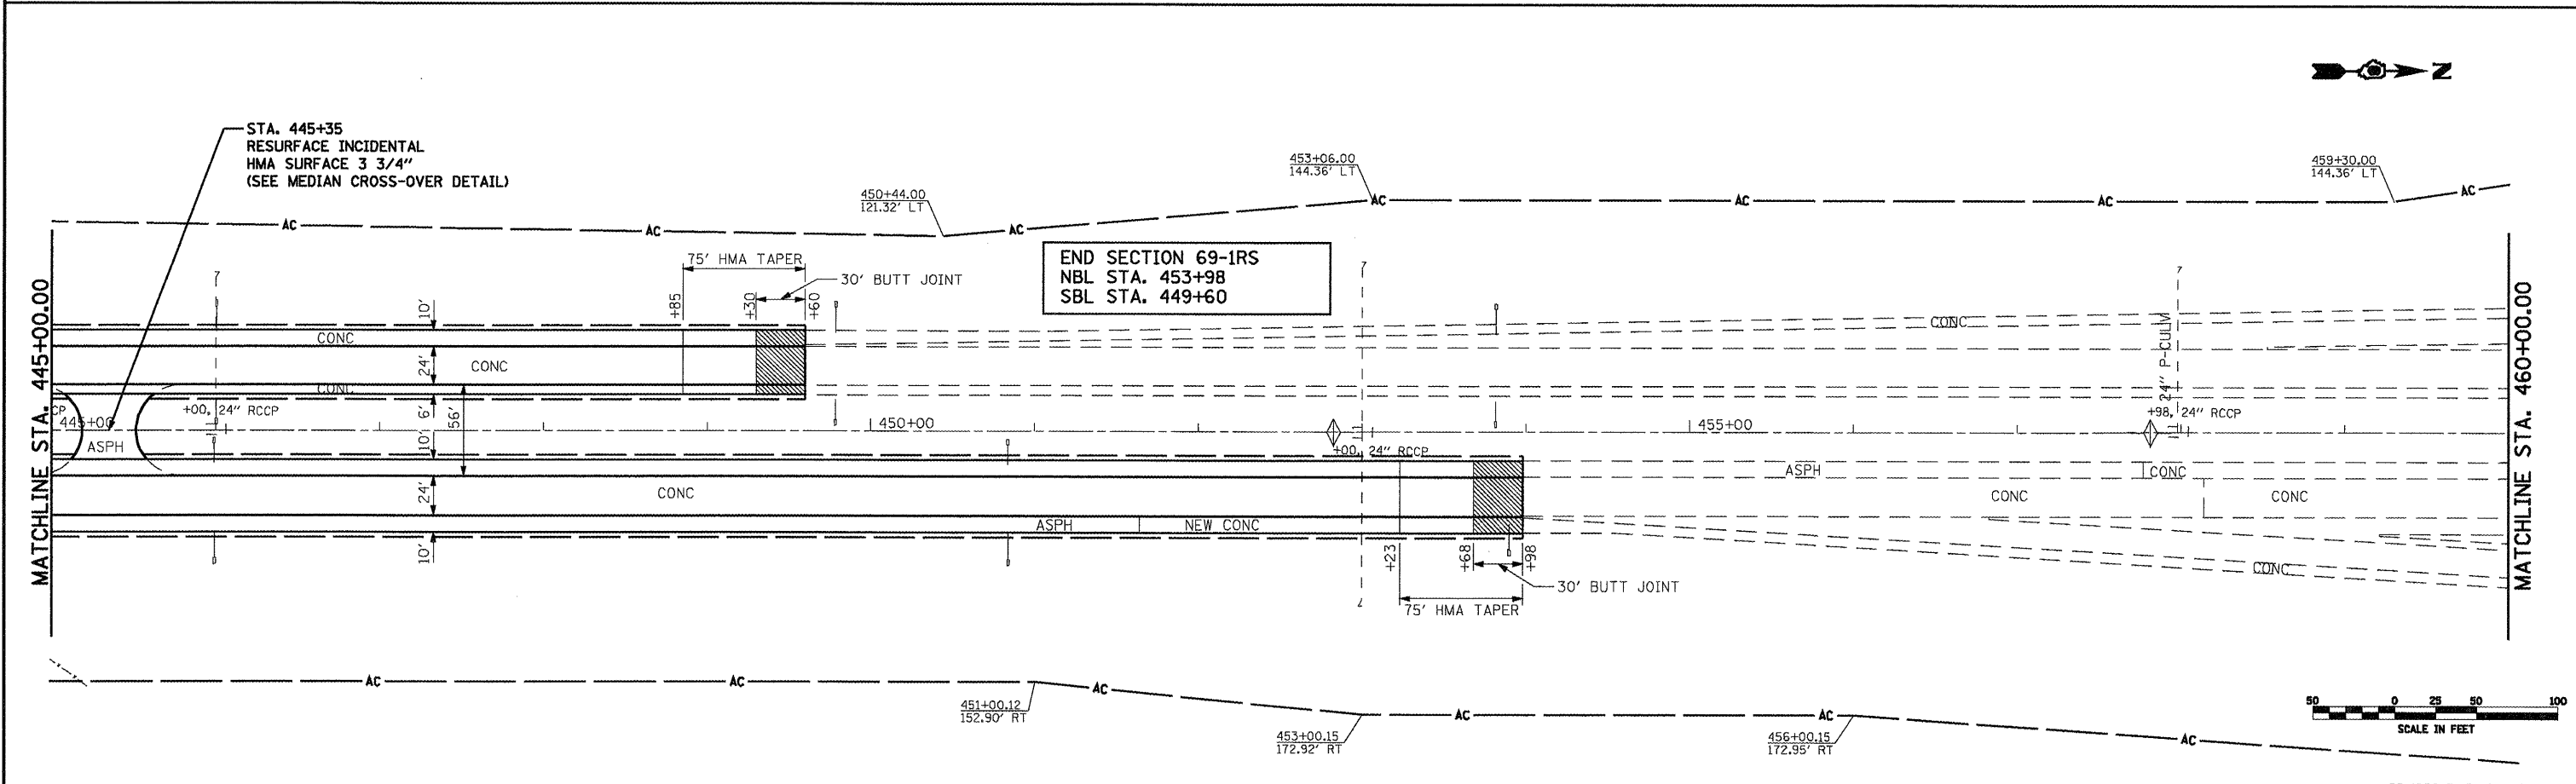 N
STA. 445+35
RESURFACE INCIDENTAL
HMA SURFACE 3 3/4"
(SEE MEDIAN CROSS-OVER DETAIL)
453+06.00
144.36' LT
459+30.00
144.36' LT
450+44.00
121.32' LT
AC
AC
AC
AC
AC
AC
AC
END SECTION 69-1RS
NBL STA. 453+98
SBL STA. 449+60
75' HMA TAPER
30' BUTT JOINT
+85
+30
+60
MATCHLINE STA. 445+00.00
MATCHLINE STA. 460+00.00
10'
CONC
24'
CONC
CONC
6'
56'
10'
24'
10'
CONC
24" P-CULV
CP
445+00
+00, 24" RCCP
450+00
455+00
+98, 24" RCCP
ASPH
+00, 24" RCCP
ASPH
CONC
CONC
CONC
CONC
ASPH
NEW CONC
+23
+68
+98
30' BUTT JOINT
75' HMA TAPER
CONC
AC
AC
AC
AC
AC
AC
451+00.12
152.90' RT
453+00.15
172.92' RT
456+00.15
172.95' RT
50 0 25 50 100
SCALE IN FEET